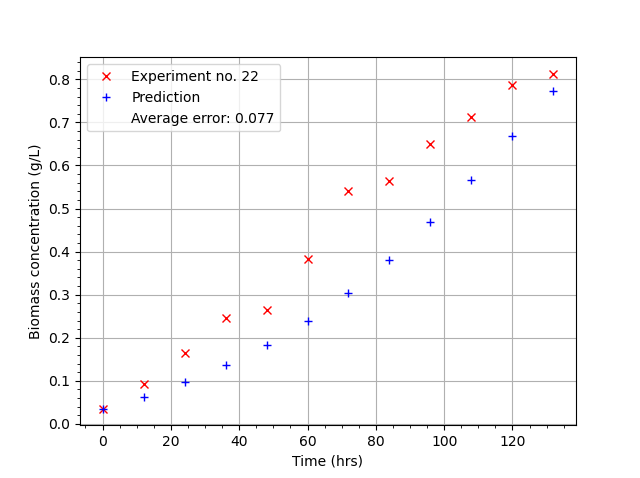 Experiment no. 22
Prediction
Average error: 0.077
Biomass concentration (g/L)
0.8
0.7
0.6
0.5
0.4
0.3
0.2
0.1
0.0
0 20 40 60 80 100 120
Time (hrs)